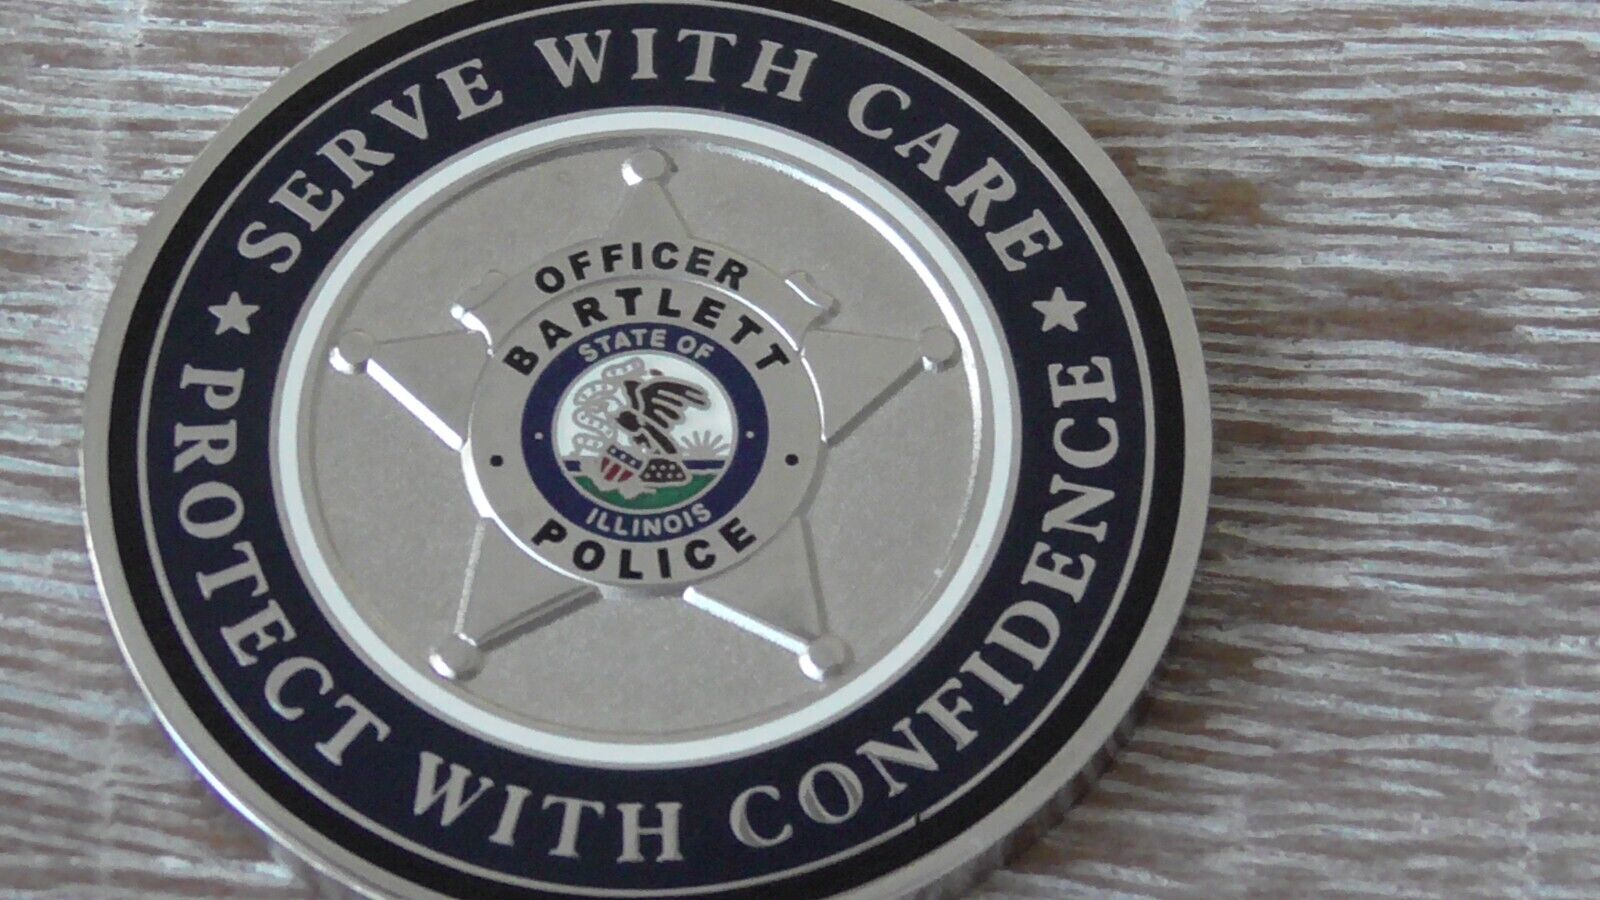 SERVE WITH CARE
PROTECT WITH CONFIDENCE
OFFICER
BARTLETT
STATE OF
ILLINOIS
POLICE